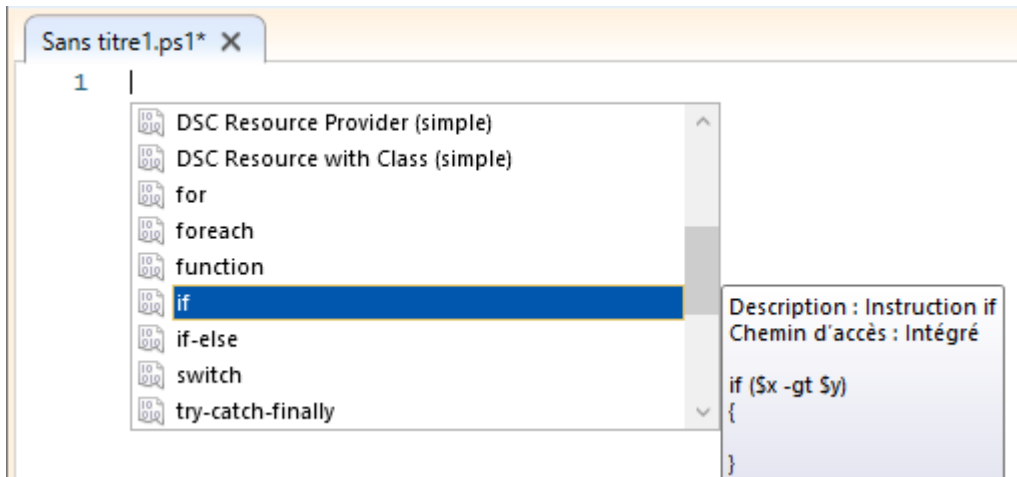 Sans titre1.ps1*
1
DSC Resource Provider (simple)
DSC Resource with Class (simple)
for
foreach
function
if
if-else
switch
try-catch-finally
Description : Instruction if
Chemin d'accès : Intégré
if ($x -gt $y)
{
}